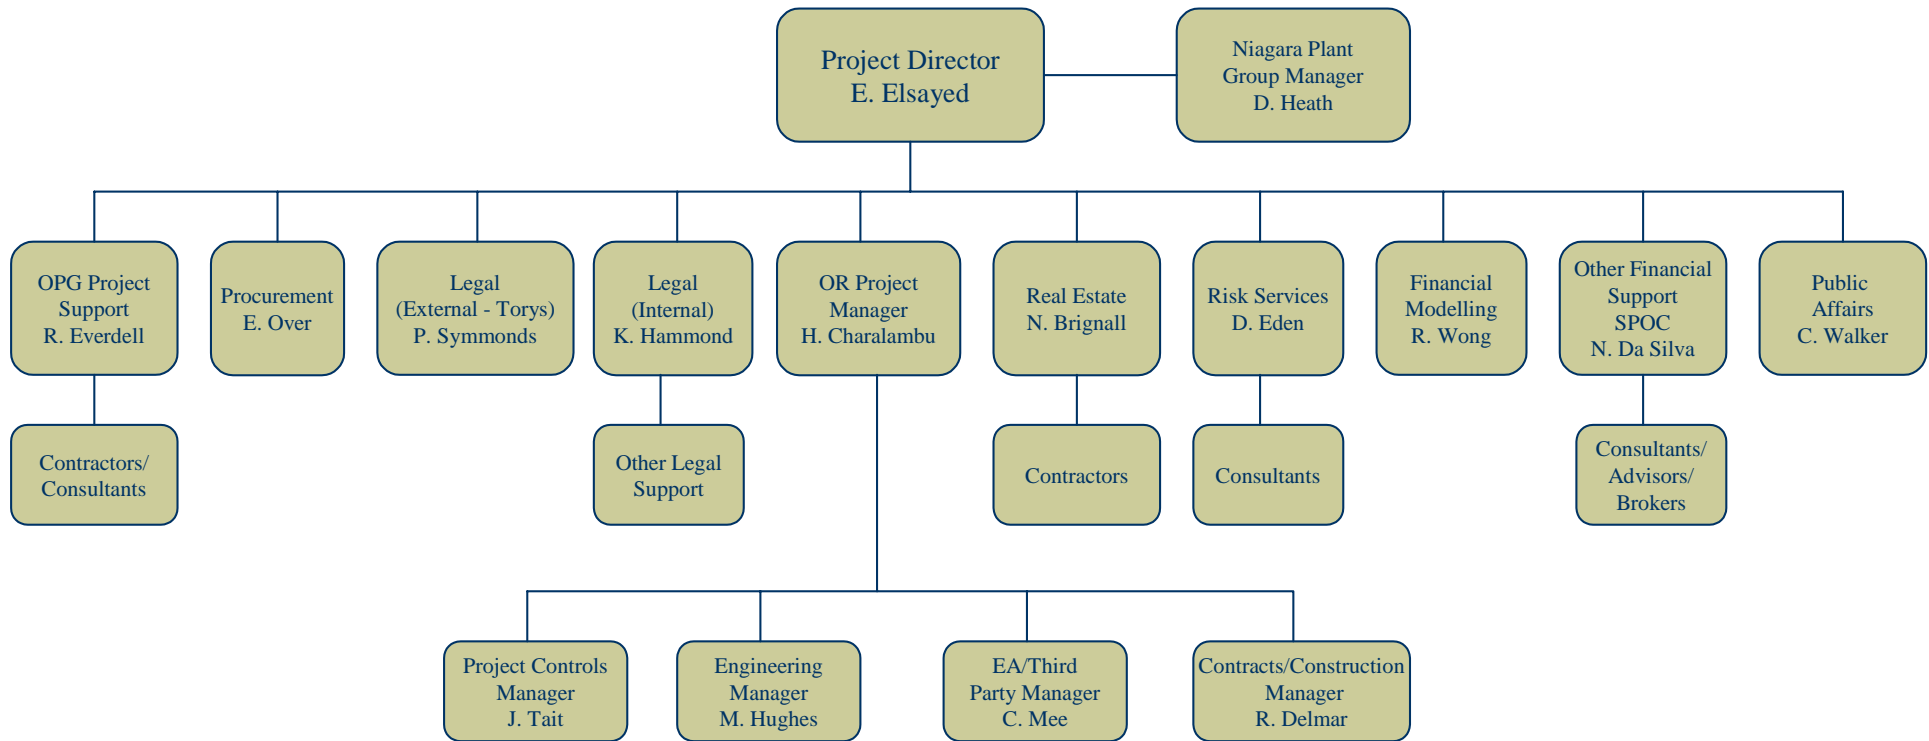 Project Director
E. Elsayed
Niagara Plant
Group Manager
D. Heath
OPG Project
Support
R. Everdell
Procurement
E. Over
Legal
(External - Torys)
P. Symmonds
Legal
(Internal)
K. Hammond
OR Project
Manager
H. Charalambu
Real Estate
N. Brignall
Risk Services
D. Eden
Financial
Modelling
R. Wong
Other Financial
Support
SPOC
N. Da Silva
Public
Affairs
C. Walker
Contractors/
Consultants
Other Legal
Support
Contractors
Consultants
Consultants/
Advisors/
Brokers
Project Controls
Manager
J. Tait
Engineering
Manager
M. Hughes
EA/Third
Party Manager
C. Mee
Contracts/Construction
Manager
R. Delmar